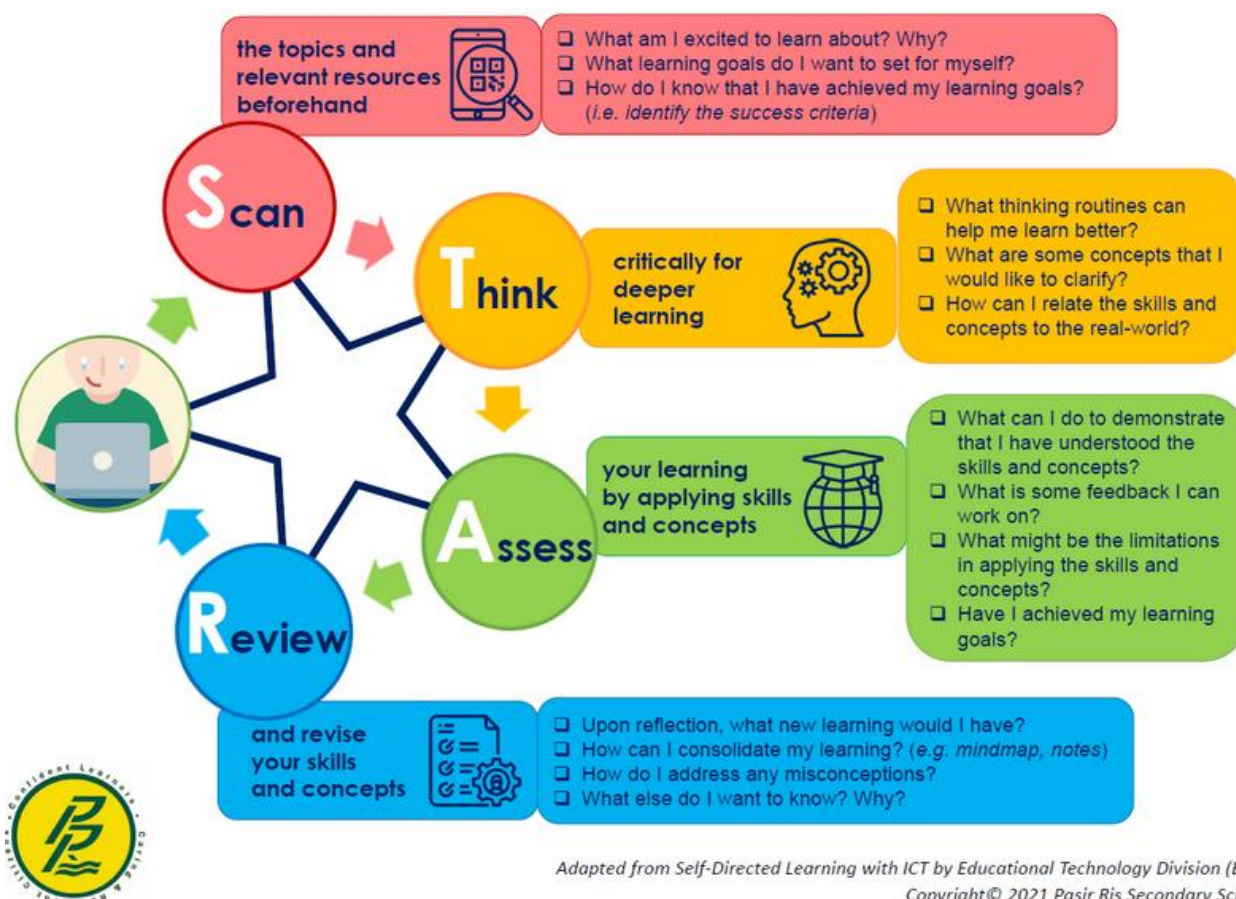 Scan
the topics and
relevant resources
beforehand
❑ What am I excited to learn about? Why?
❑ What learning goals do I want to set for myself?
❑ How do I know that I have achieved my learning goals?
(i.e. identify the success criteria)
Think
critically for
deeper
learning
❑ What thinking routines can
help me learn better?
❑ What are some concepts that I
would like to clarify?
❑ How can I relate the skills and
concepts to the real-world?
Assess
your learning
by applying skills
and concepts
❑ What can I do to demonstrate
that I have understood the
skills and concepts?
❑ What is some feedback I can
work on?
❑ What might be the limitations
in applying the skills and
concepts?
❑ Have I achieved my learning
goals?
Review
and revise
your skills
and concepts
❑ Upon reflection, what new learning would I have?
❑ How can I consolidate my learning? (e.g. mindmap, notes)
❑ How do I address any misconceptions?
❑ What else do I want to know? Why?
Confident Learners • Caring &
Adapted from Self-Directed Learning with ICT by Educational Technology Division (
Copyright© 2021 Pasir Ris Secondary